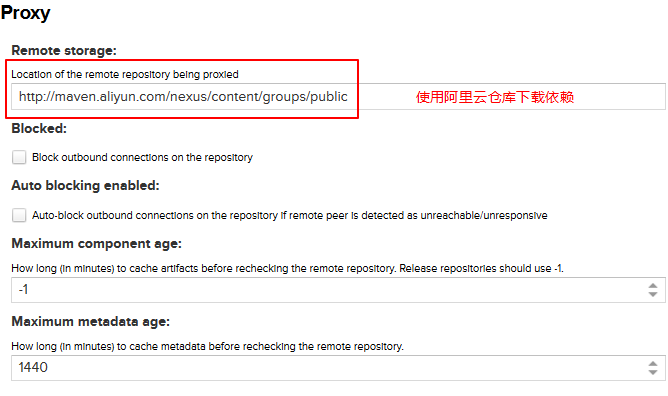 Proxy
Remote storage:
Location of the remote repository being proxied
http://maven.aliyun.com/nexus/content/groups/public
使用阿里云仓库下载依赖
Blocked:
Block outbound connections on the repository
Auto blocking enabled:
Auto-block outbound connections on the repository if remote peer is detected as unreachable/unresponsive
Maximum component age:
How long (in minutes) to cache artifacts before rechecking the remote repository. Release repositories should use -1.
-1
Maximum metadata age:
How long (in minutes) to cache metadata before rechecking the remote repository.
1440